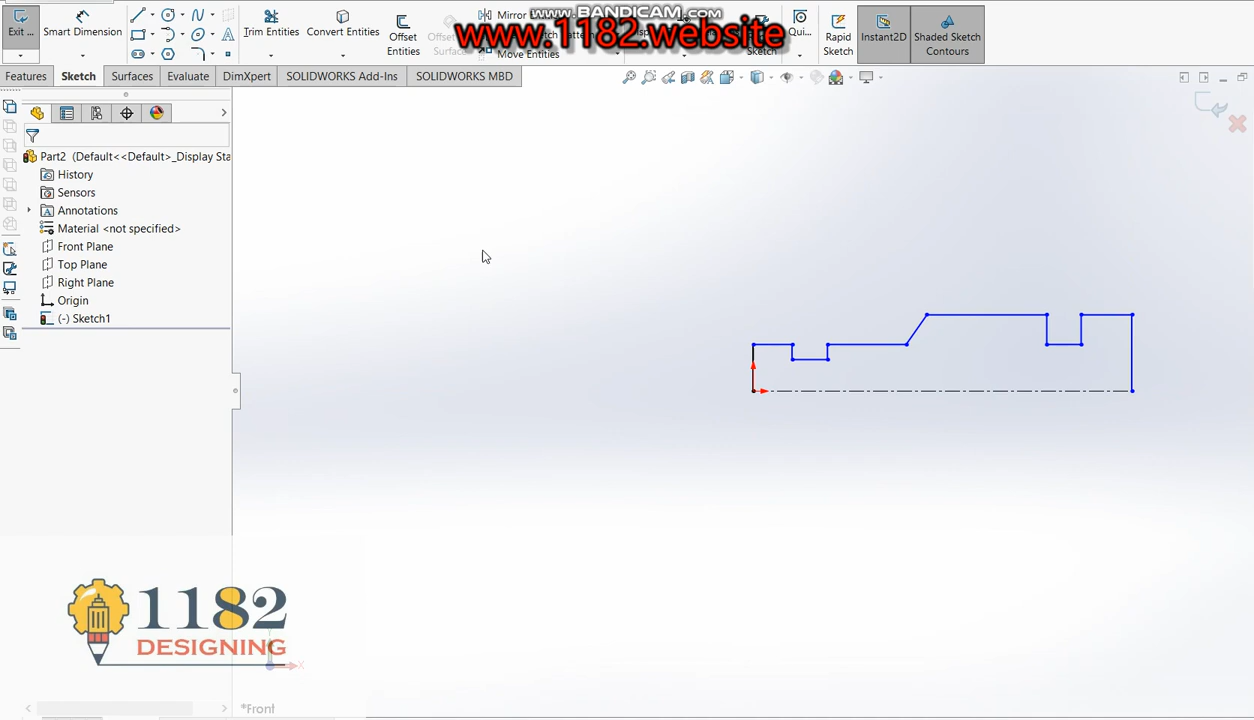 www.BANDICAM.com
www.1182.website
Exit ...
Smart Dimension
Trim Entities
Convert Entities
Offset
Entities
Mirror
Move Entities
Qui...
Rapid
Sketch
Instant2D
Shaded Sketch
Contours
Features
Sketch
Surfaces
Evaluate
DimXpert
SOLIDWORKS Add-Ins
SOLIDWORKS MBD
Part2 (Default<<Default>_Display Sta
History
Sensors
Annotations
Material <not specified>
Front Plane
Top Plane
Right Plane
Origin
(-) Sketch1
1182
DESIGNING
*Front